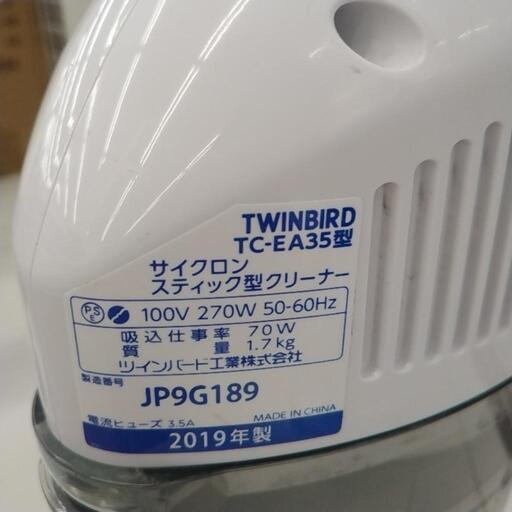 TWINBIRD
TC-EA35型
サイクロン
スティック型クリーナー
PSE 100V 270W 50-60Hz
吸込仕事率 70W
質量 1.7kg
ツインバード工業株式会社
製造番号
JP9G189
電流ヒューズ 3.5A MADE IN CHINA
2019年製